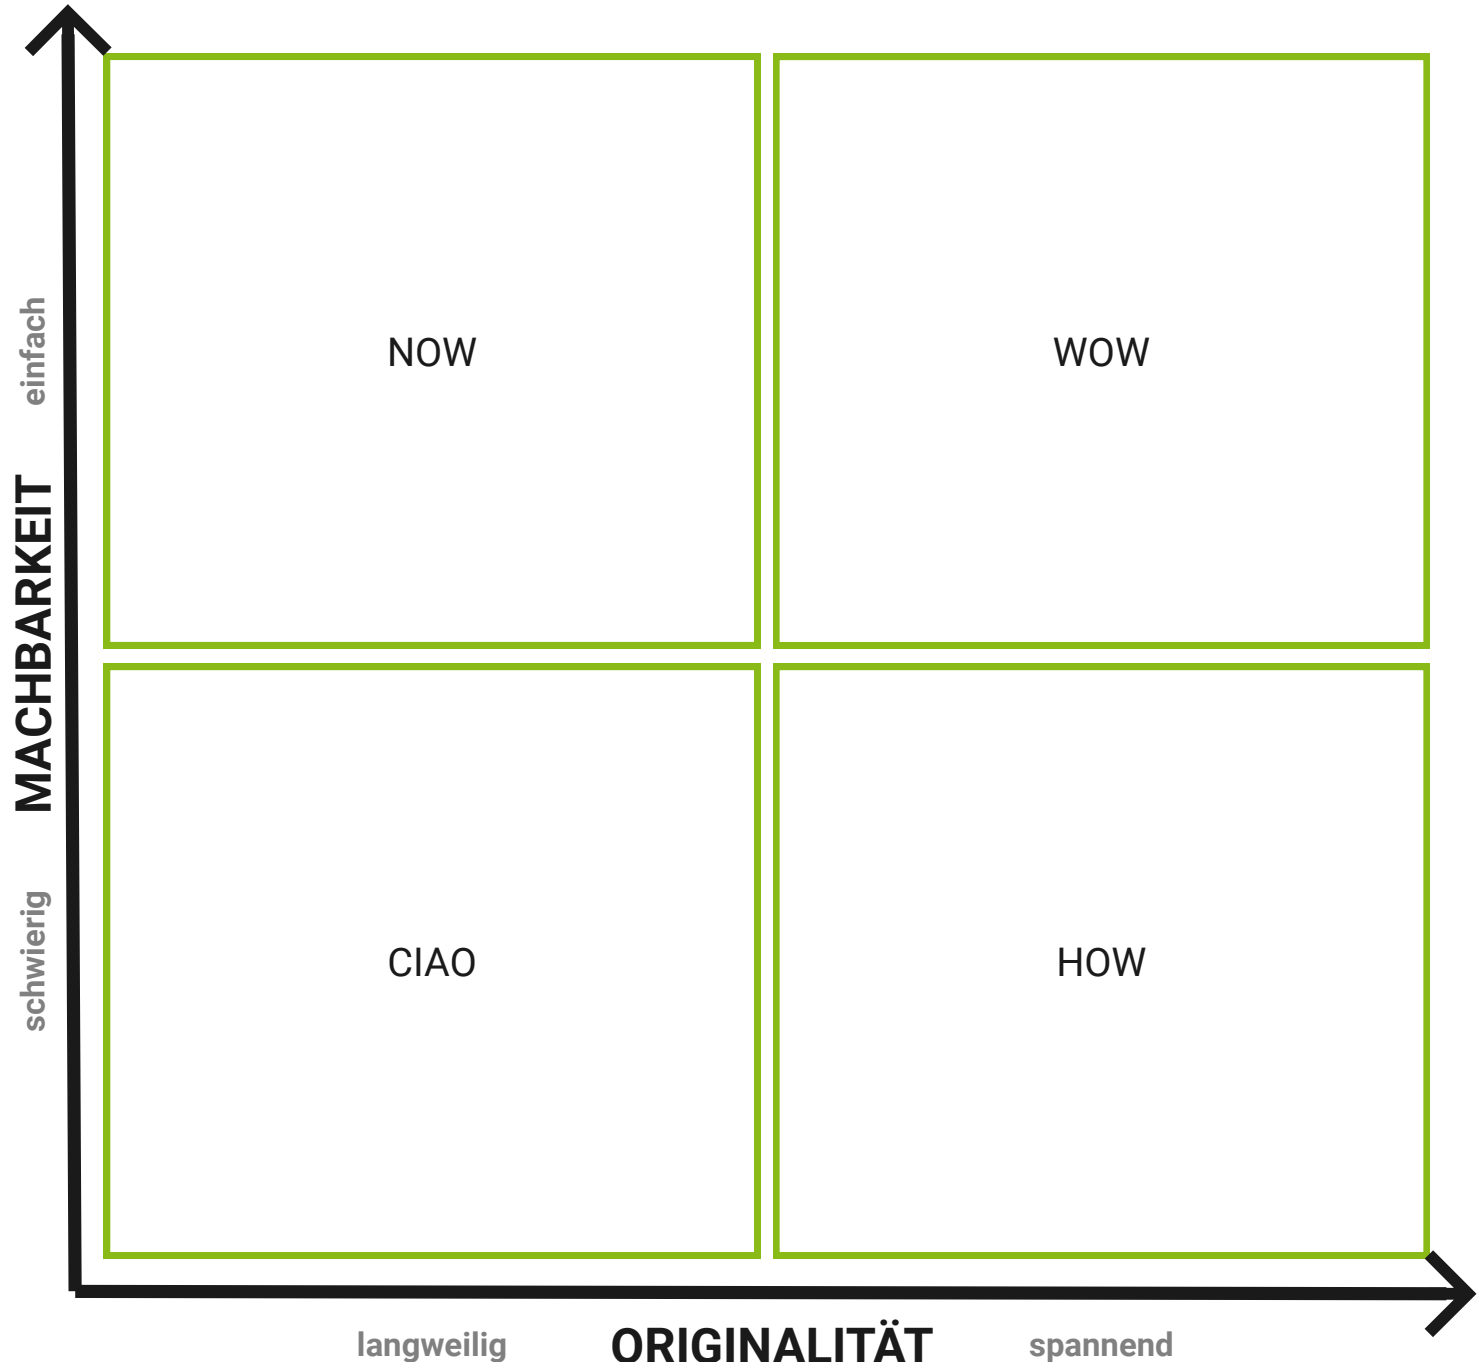 einfach
MACHBARKEIT
schwierig
NOW
WOW
CIAO
HOW
langweilig
ORIGINALITÄT
spannend